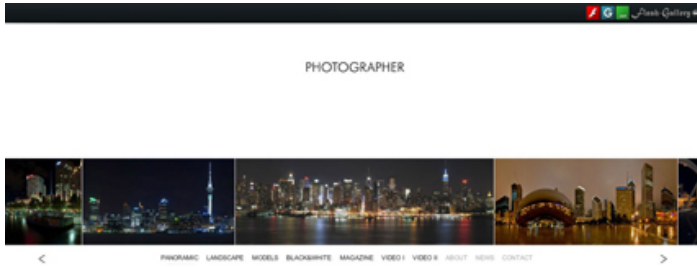 Flash Gallery
PHOTOGRAPHER
PANORAMIC LANDSCAPE MODELS BLACK&WHITE MAGAZINE VIDEO I VIDEO II ABOUT NEWS CONTACT